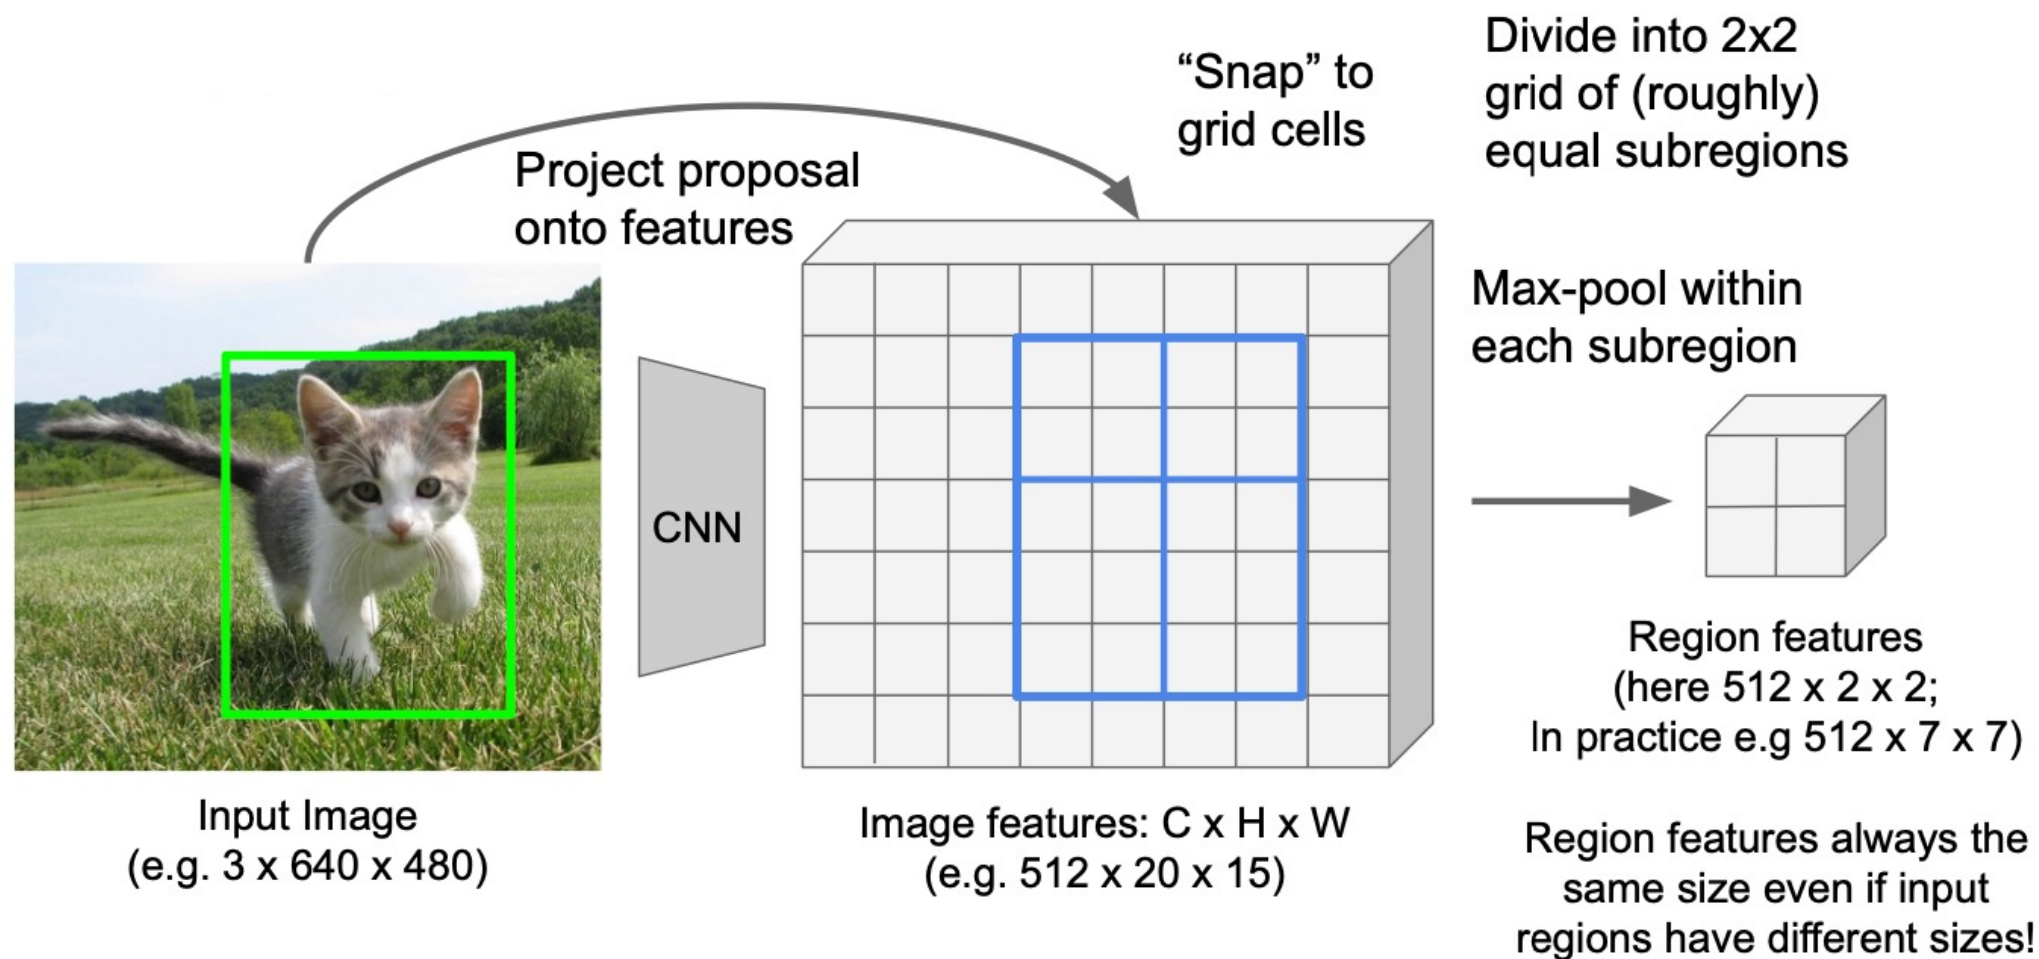 Project proposal
onto features
“Snap” to
grid cells
Divide into 2x2
grid of (roughly)
equal subregions
Max-pool within
each subregion
CNN
Input Image
(e.g. 3 x 640 x 480)
Image features: C x H x W
(e.g. 512 x 20 x 15)
Region features
(here 512 x 2 x 2;
In practice e.g 512 x 7 x 7)
Region features always the
same size even if input
regions have different sizes!